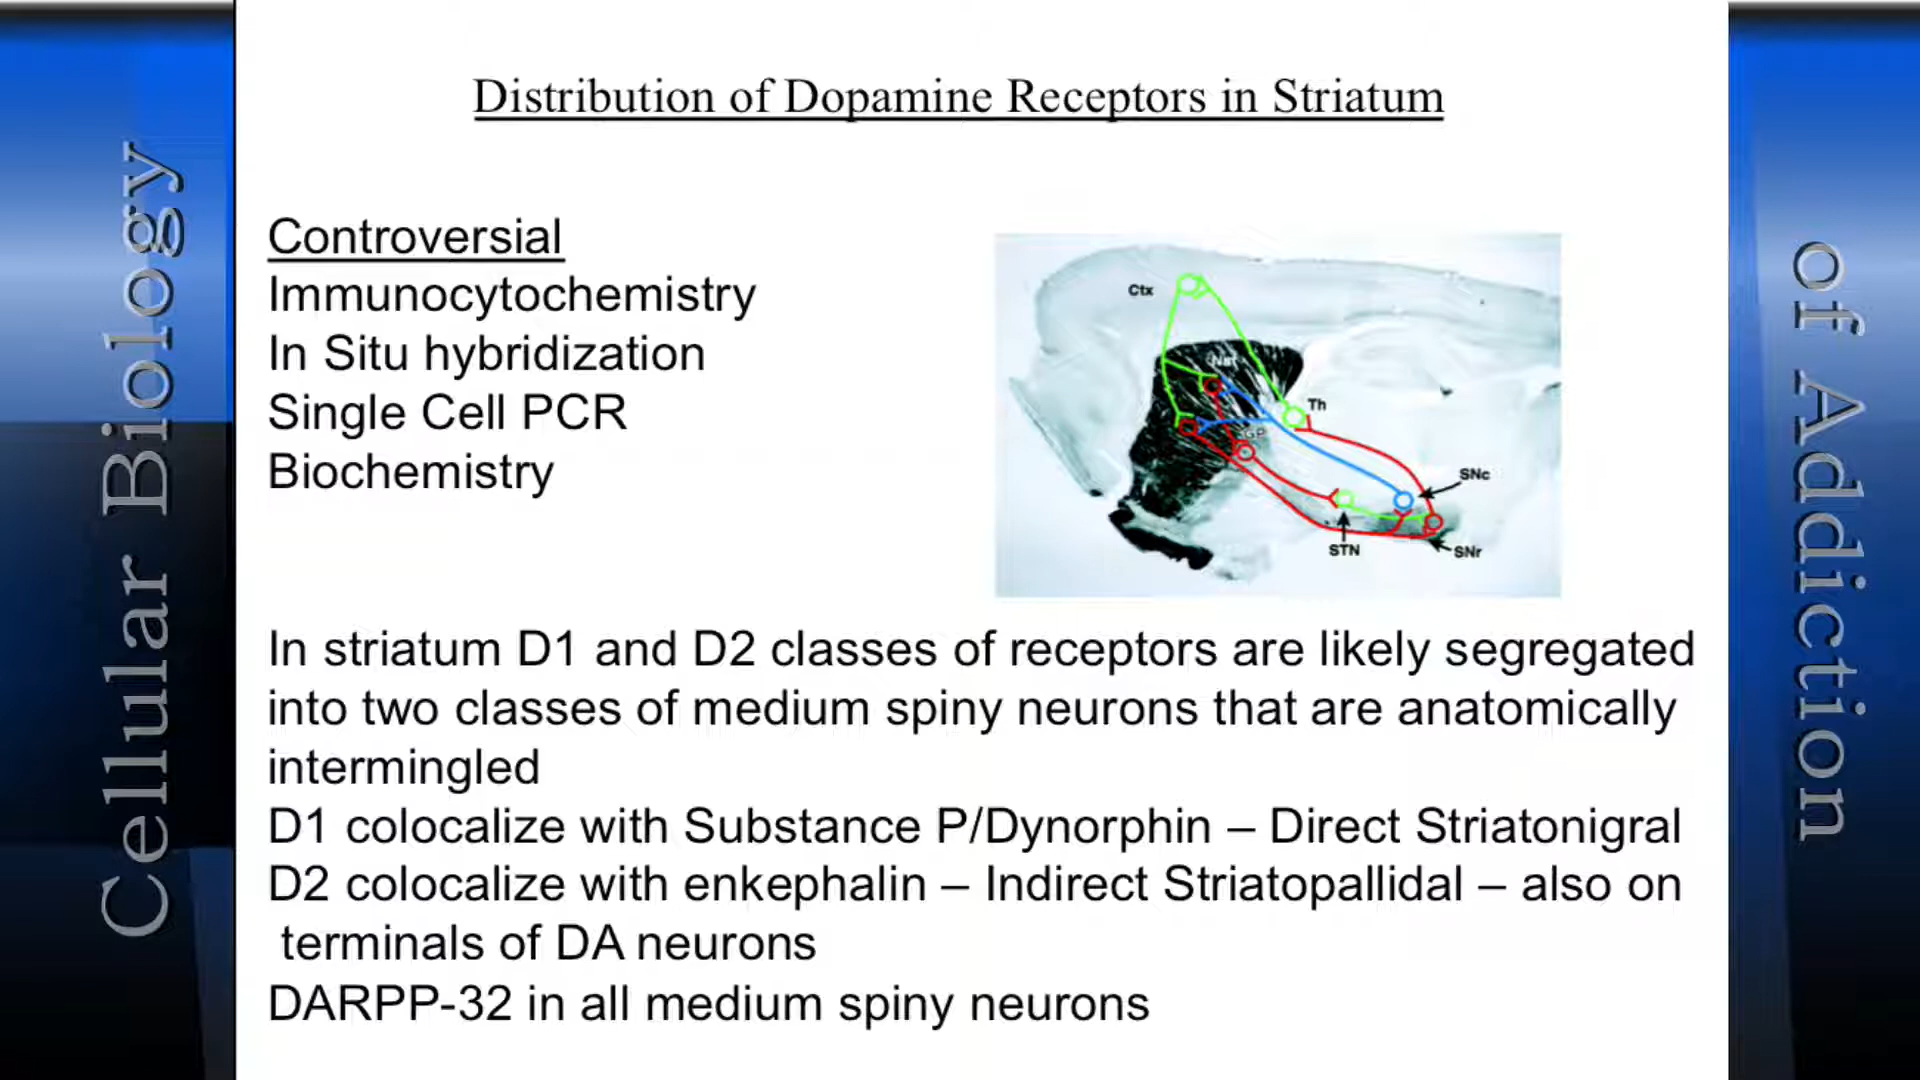 Distribution of Dopamine Receptors in Striatum
Controversial
Immunocytochemistry
In Situ hybridization
Single Cell PCR
Biochemistry
Ctx
Nst
Th
GP
SNc
STN
SNr
In striatum D1 and D2 classes of receptors are likely segregated
into two classes of medium spiny neurons that are anatomically
intermingled
D1 colocalize with Substance P/Dynorphin – Direct Striatonigral
D2 colocalize with enkephalin – Indirect Striatopallidal – also on
terminals of DA neurons
DARPP-32 in all medium spiny neurons
Cellular Biology
of Addiction